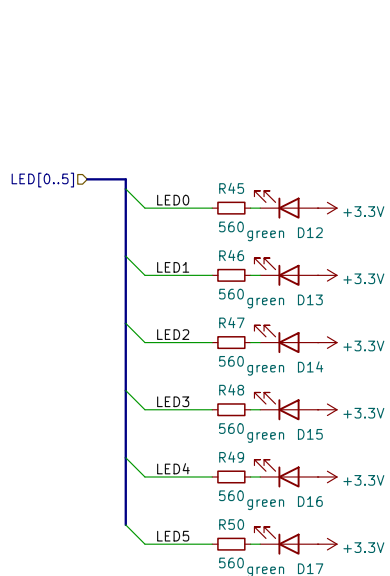 LED[0..5]
R45
LED0
+3.3V
560
green D12
R46
LED1
+3.3V
560
green D13
R47
LED2
+3.3V
560
green D14
R48
LED3
+3.3V
560
green D15
R49
LED4
+3.3V
560
green D16
R50
LED5
+3.3V
560
green D17